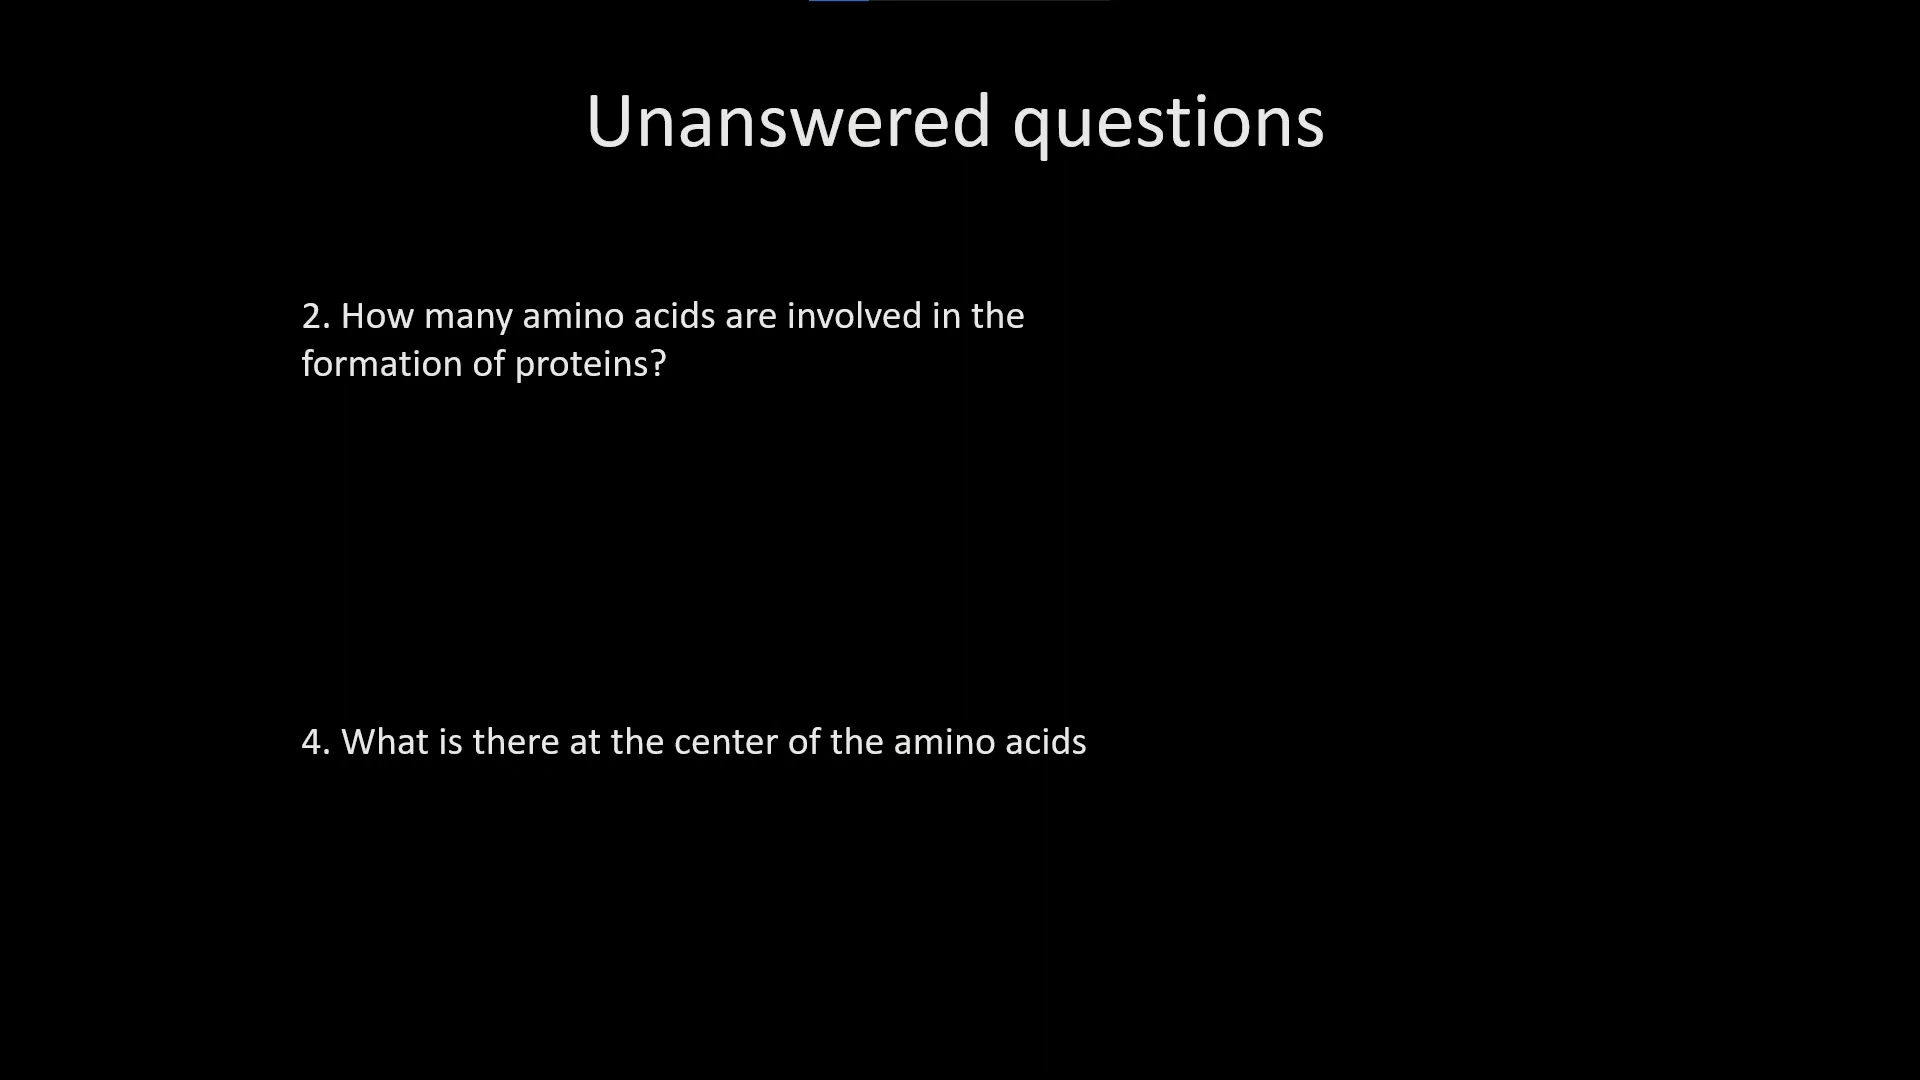 Unanswered questions
2. How many amino acids are involved in the
formation of proteins?
4. What is there at the center of the amino acids